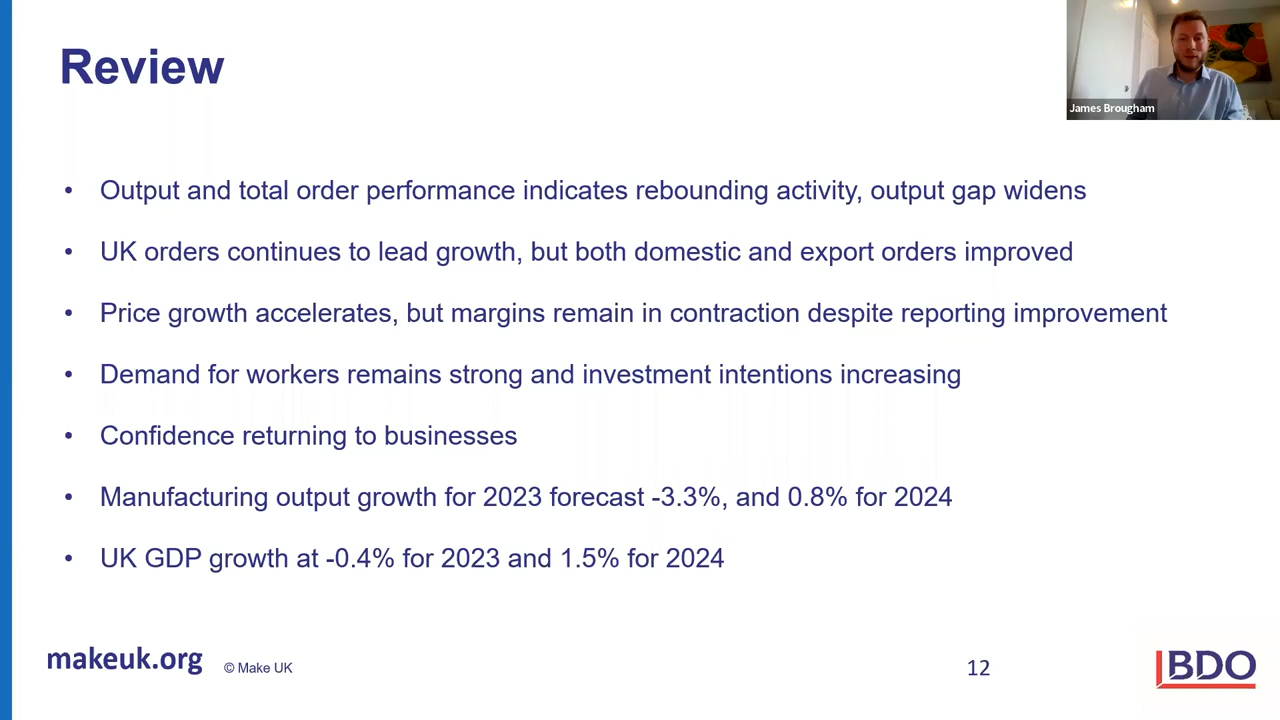 Review
James Brougham
• Output and total order performance indicates rebounding activity, output gap widens
• UK orders continues to lead growth, but both domestic and export orders improved
• Price growth accelerates, but margins remain in contraction despite reporting improvement
• Demand for workers remains strong and investment intentions increasing
• Confidence returning to businesses
• Manufacturing output growth for 2023 forecast -3.3%, and 0.8% for 2024
• UK GDP growth at -0.4% for 2023 and 1.5% for 2024
makeuk.org
© Make UK
12
BDO